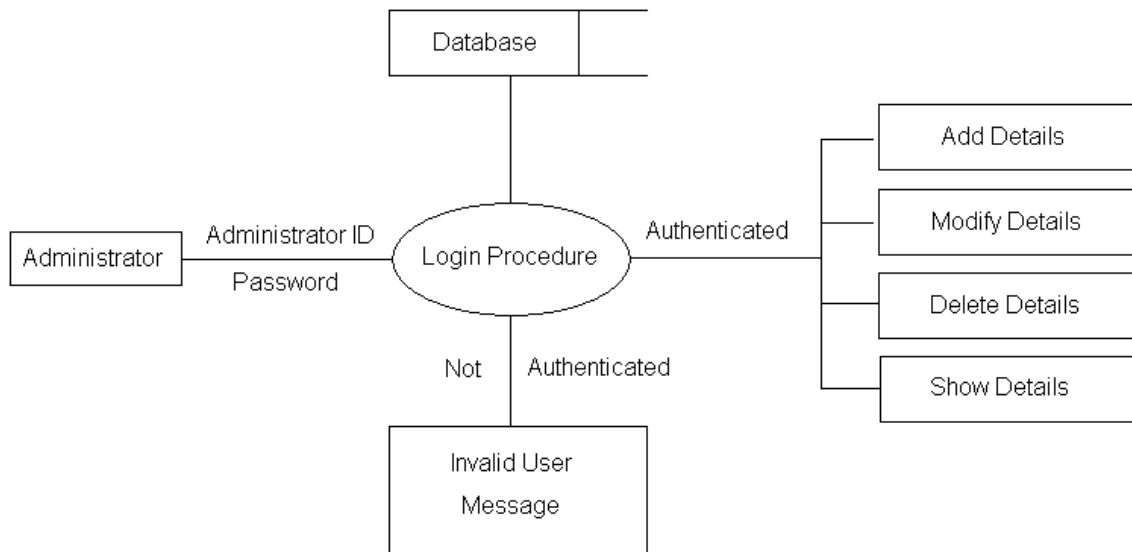 Database
Add Details
Modify Details
Administrator ID
Authenticated
Administrator
Login Procedure
Password
Delete Details
Not Authenticated
Show Details
Invalid User
Message